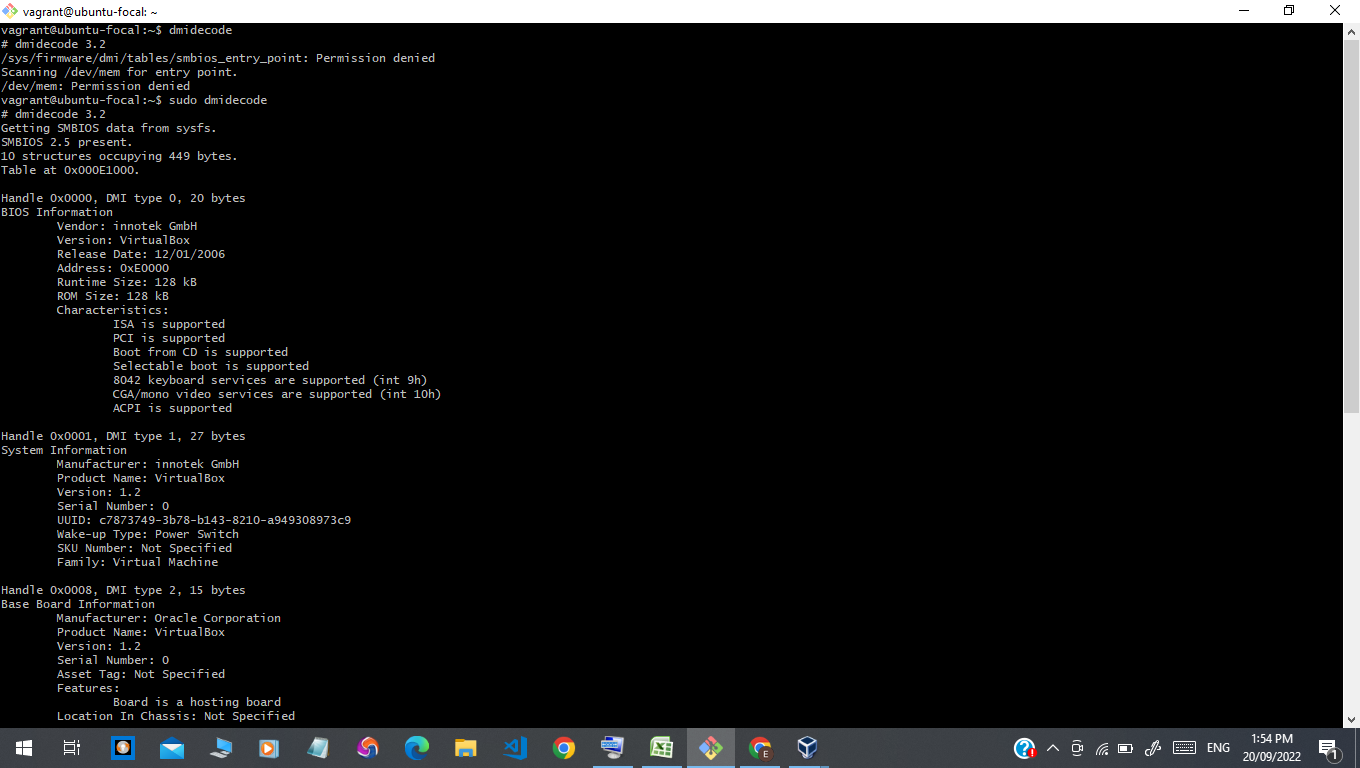 vagrant@ubuntu-focal: ~
vagrant@ubuntu-focal:~$ dmidecode
# dmidecode 3.2
/sys/firmware/dmi/tables/smbios_entry_point: Permission denied
Scanning /dev/mem for entry point.
/dev/mem: Permission denied
vagrant@ubuntu-focal:~$ sudo dmidecode
# dmidecode 3.2
Getting SMBIOS data from sysfs.
SMBIOS 2.5 present.
10 structures occupying 449 bytes.
Table at 0x000E1000.
Handle 0x0000, DMI type 0, 20 bytes
BIOS Information
Vendor: innotek GmbH
Version: VirtualBox
Release Date: 12/01/2006
Address: 0xE0000
Runtime Size: 128 kB
ROM Size: 128 kB
Characteristics:
ISA is supported
PCI is supported
Boot from CD is supported
Selectable boot is supported
8042 keyboard services are supported (int 9h)
CGA/mono video services are supported (int 10h)
ACPI is supported
Handle 0x0001, DMI type 1, 27 bytes
System Information
Manufacturer: innotek GmbH
Product Name: VirtualBox
Version: 1.2
Serial Number: 0
UUID: c7873749-3b78-b143-8210-a949308973c9
Wake-up Type: Power Switch
SKU Number: Not Specified
Family: Virtual Machine
Handle 0x0008, DMI type 2, 15 bytes
Base Board Information
Manufacturer: Oracle Corporation
Product Name: VirtualBox
Version: 1.2
Serial Number: 0
Asset Tag: Not Specified
Features:
Board is a hosting board
Location In Chassis: Not Specified
ENG
1:54 PM
20/09/2022
1
E